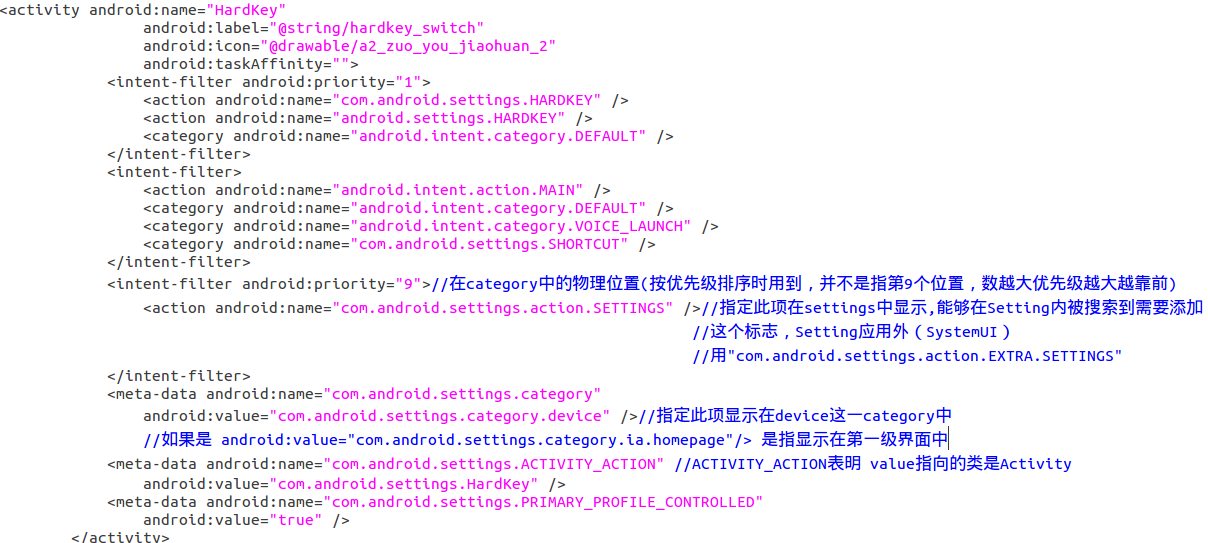 <activity android:name="HardKey"
android:label="@string/hardkey_switch"
android:icon="@drawable/a2_zuo_you_jiaohuan_2"
android:taskAffinity="">
<intent-filter android:priority="1">
<action android:name="com.android.settings.HARDKEY" />
<action android:name="android.settings.HARDKEY" />
<category android:name="android.intent.category.DEFAULT" />
</intent-filter>
<intent-filter>
<action android:name="android.intent.action.MAIN" />
<category android:name="android.intent.category.DEFAULT" />
<category android:name="android.intent.category.VOICE_LAUNCH" />
<category android:name="com.android.settings.SHORTCUT" />
</intent-filter>
<intent-filter android:priority="9">//在category中的物理位置(按优先级排序时用到，并不是指第9个位置，数越大优先级越大越靠前)
<action android:name="com.android.settings.action.SETTINGS" />//指定此项在settings中显示,能够在Setting内被搜索到需要添加
//这个标志，Setting应用外（SystemUI）
//用"com.android.settings.action.EXTRA.SETTINGS"
</intent-filter>
<meta-data android:name="com.android.settings.category"
android:value="com.android.settings.category.device" />//指定此项显示在device这一category中
//如果是 android:value="com.android.settings.category.ia.homepage"/> 是指显示在第一级界面中
<meta-data android:name="com.android.settings.ACTIVITY_ACTION" //ACTIVITY_ACTION表明 value指向的类是Activity
android:value="com.android.settings.HardKey" />
<meta-data android:name="com.android.settings.PRIMARY_PROFILE_CONTROLLED"
android:value="true" />
</activity>